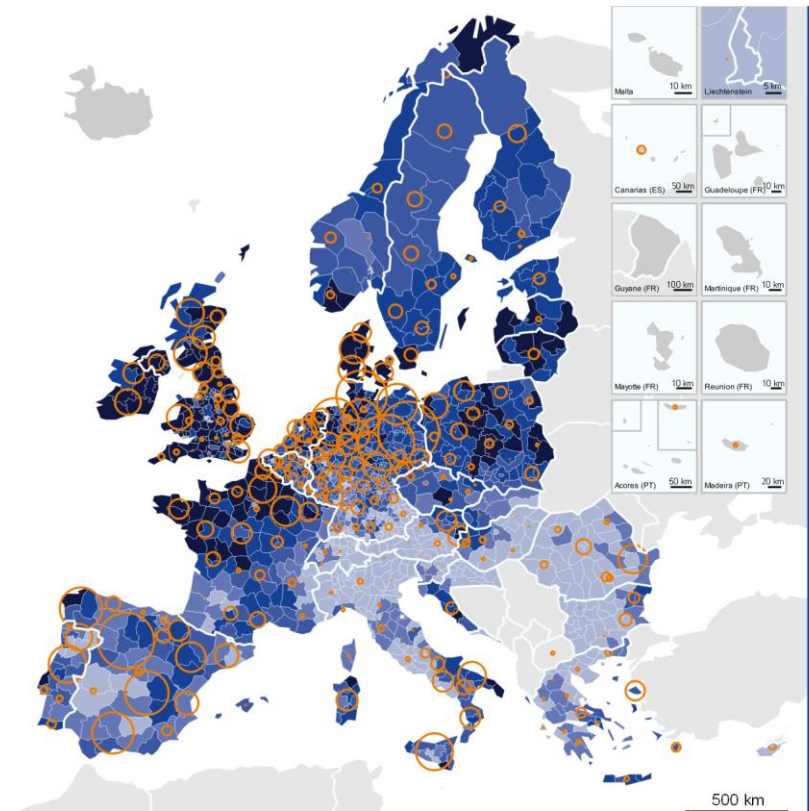 Malta
10 km
Liechtenstein
5 km
Canarias (ES)
50 km
Guadeloupe (FR)
10 km
Guyane (FR)
100 km
Martinique (FR)
10 km
Mayotte (FR)
10 km
Reunion (FR)
10 km
Acores (PT)
50 km
Madeira (PT)
20 km
500 km